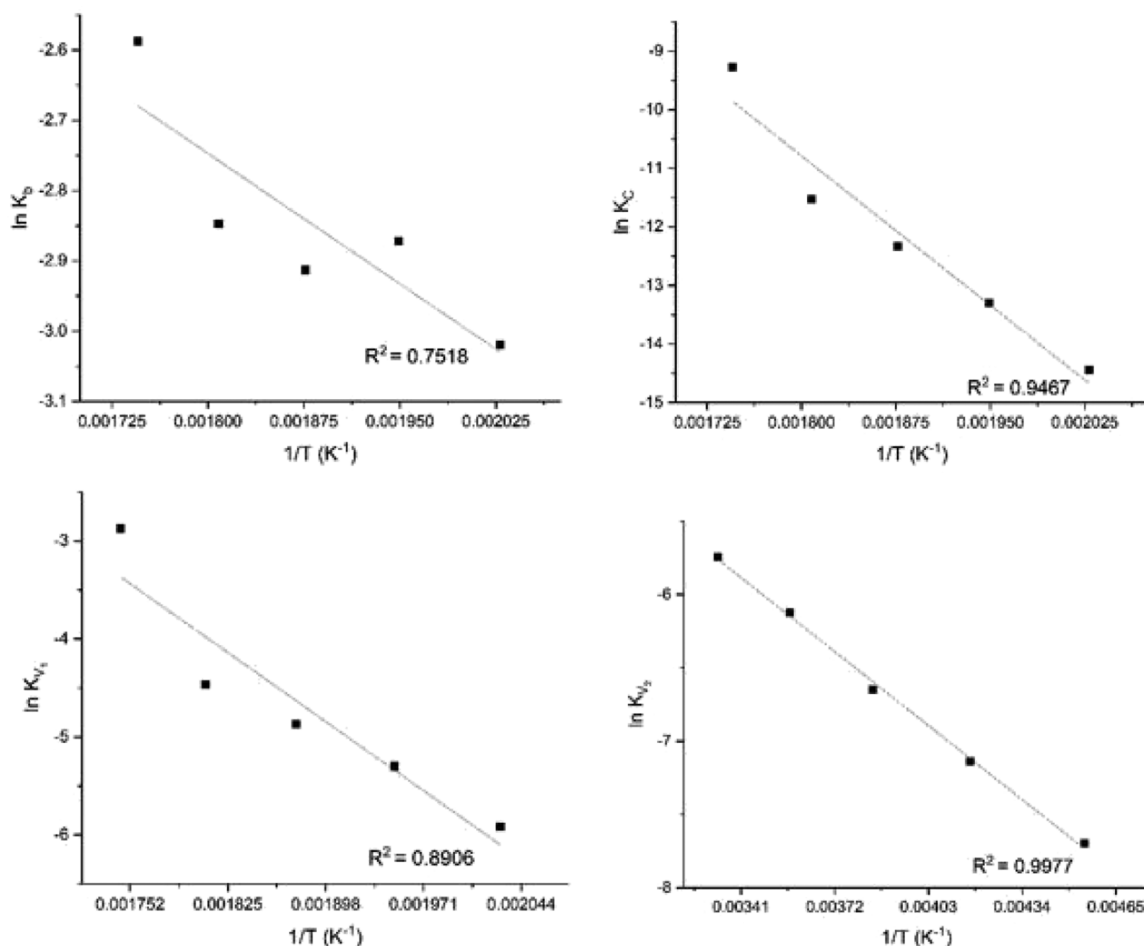 -2.6
-2.7
-2.8
-2.9
-3.0
-3.1
ln K_b
R² = 0.7518
0.001725 0.001800 0.001875 0.001950 0.002025
1/T (K⁻¹)
-9
-10
-11
-12
-13
-14
-15
ln K_C
R² = 0.9467
0.001725 0.001800 0.001875 0.001950 0.002025
1/T (K⁻¹)
-3
-4
-5
-6
ln K_V₁
R² = 0.8906
0.001752 0.001825 0.001898 0.001971 0.002044
1/T (K⁻¹)
-6
-7
-8
ln K_V₂
R² = 0.9977
0.00341 0.00372 0.00403 0.00434 0.00465
1/T (K⁻¹)